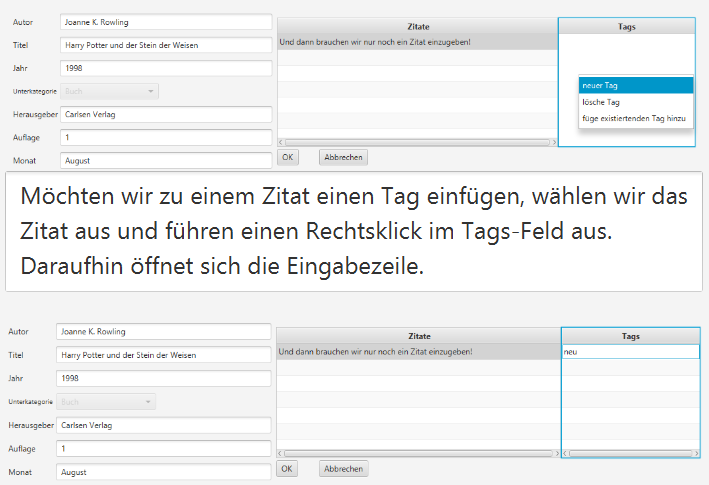 Autor Joanne K. Rowling
Zitate Tags
Titel Harry Potter und der Stein der Weisen
Und dann brauchen wir nur noch ein Zitat einzugeben!
Jahr 1998
neuer Tag
Unterkategorie Buch
lösche Tag
Herausgeber Carlsen Verlag
füge existiertenden Tag hinzu
Auflage 1
Monat August
OK Abbrechen
Möchten wir zu einem Zitat einen Tag einfügen, wählen wir das
Zitat aus und führen einen Rechtsklick im Tags-Feld aus.
Daraufhin öffnet sich die Eingabezeile.
Autor Joanne K. Rowling
Zitate Tags
Titel Harry Potter und der Stein der Weisen
Und dann brauchen wir nur noch ein Zitat einzugeben! neu
Jahr 1998
Unterkategorie Buch
Herausgeber Carlsen Verlag
Auflage 1
Monat August
OK Abbrechen